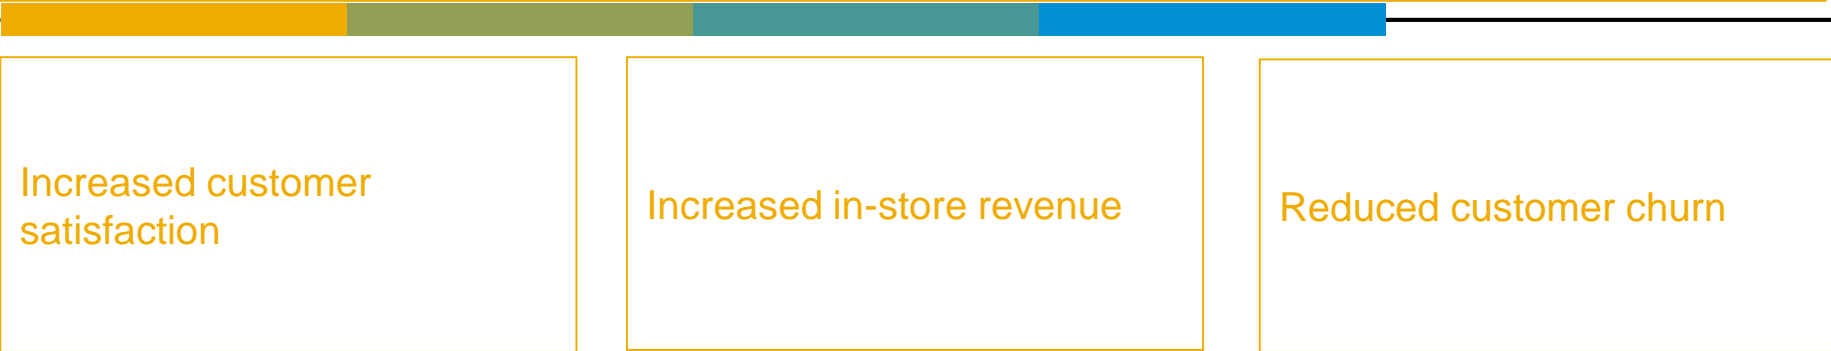 Increased customer
satisfaction
Increased in-store revenue
Reduced customer churn